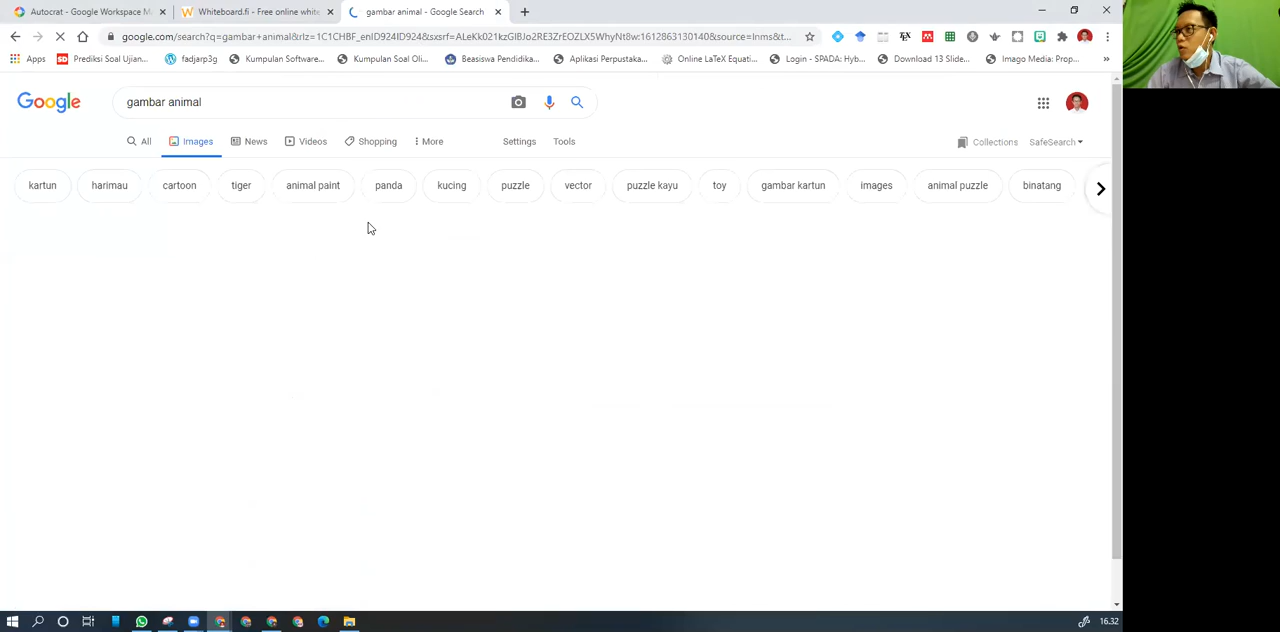 Autocrat - Google Workspace M
Whiteboard.fi - Free online white
gambar animal - Google Search
google.com/search?q=gambar+animal&rlz=1C1CHBF_enID924ID924&sxsrf=ALeKk021kzGlBJo2RE3ZrEOZLX5WhyNt8w:1612863130140&source=lnms&t...
Apps
Prediksi Soal Ujian...
fadjarp3g
Kumpulan Software...
Kumpulan Soal Oli...
Beasiswa Pendidika...
Aplikasi Perpustaka...
Online LaTeX Equati...
Login - SPADA: Hyb...
Download 13 Slide...
Imago Media: Prop...
Google
gambar animal
All
Images
News
Videos
Shopping
More
Settings
Tools
Collections
SafeSearch
kartun
harimau
cartoon
tiger
animal paint
panda
kucing
puzzle
vector
puzzle kayu
toy
gambar kartun
images
animal puzzle
binatang
16.32